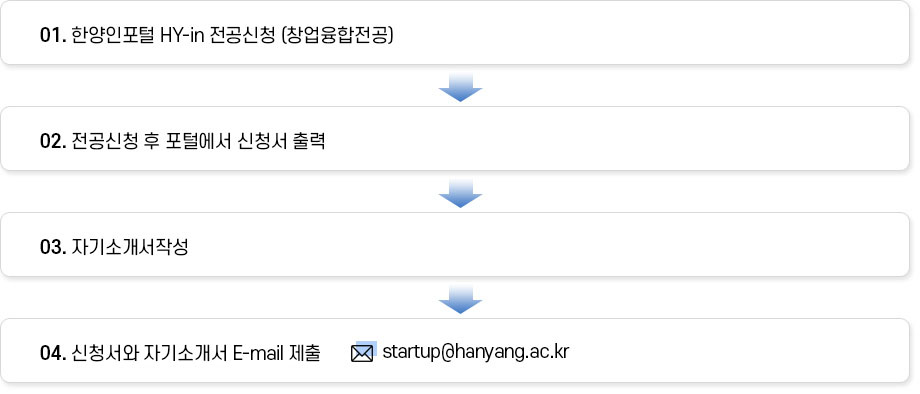 01. 한양인포털 HY-in 전공신청 (창업융합전공)
02. 전공신청 후 포털에서 신청서 출력
03. 자기소개서작성
04. 신청서와 자기소개서 E-mail 제출 startup@hanyang.ac.kr